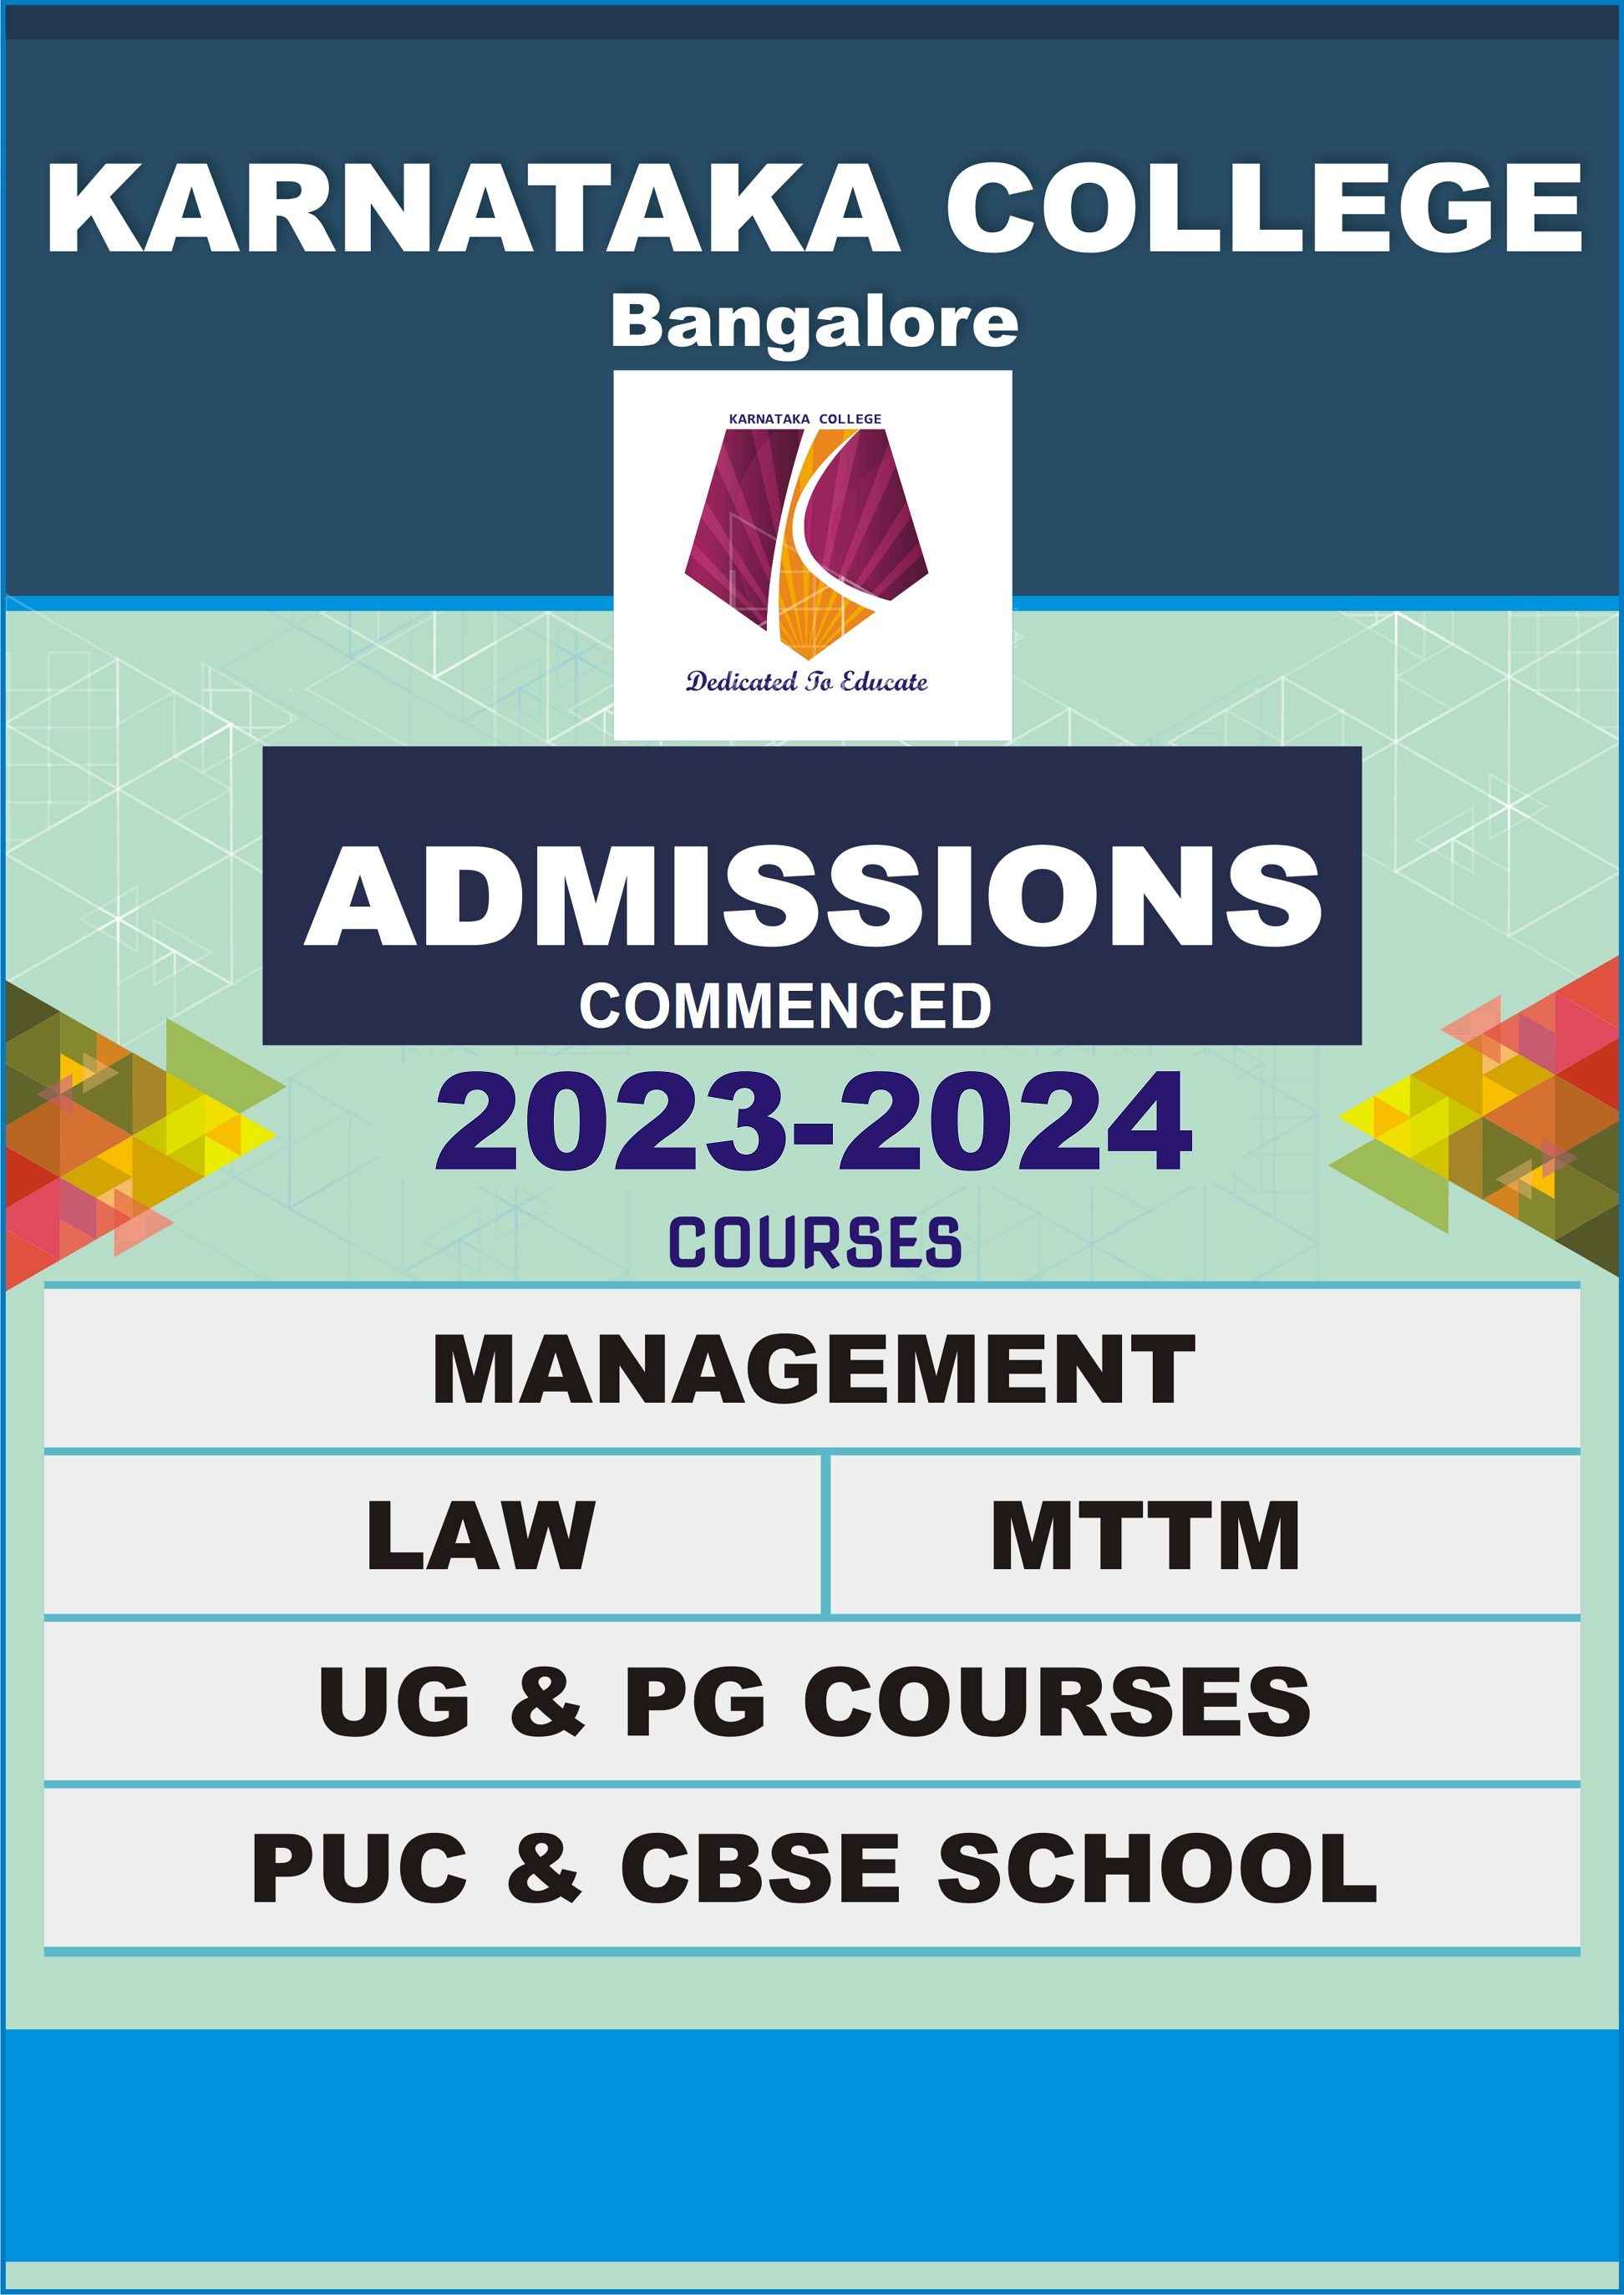 KARNATAKA COLLEGE
Bangalore
KARNATAKA COLLEGE
Dedicated To Educate
ADMISSIONS
COMMENCED
2023-2024
COURSES
MANAGEMENT
LAW
MTTM
UG & PG COURSES
PUC & CBSE SCHOOL